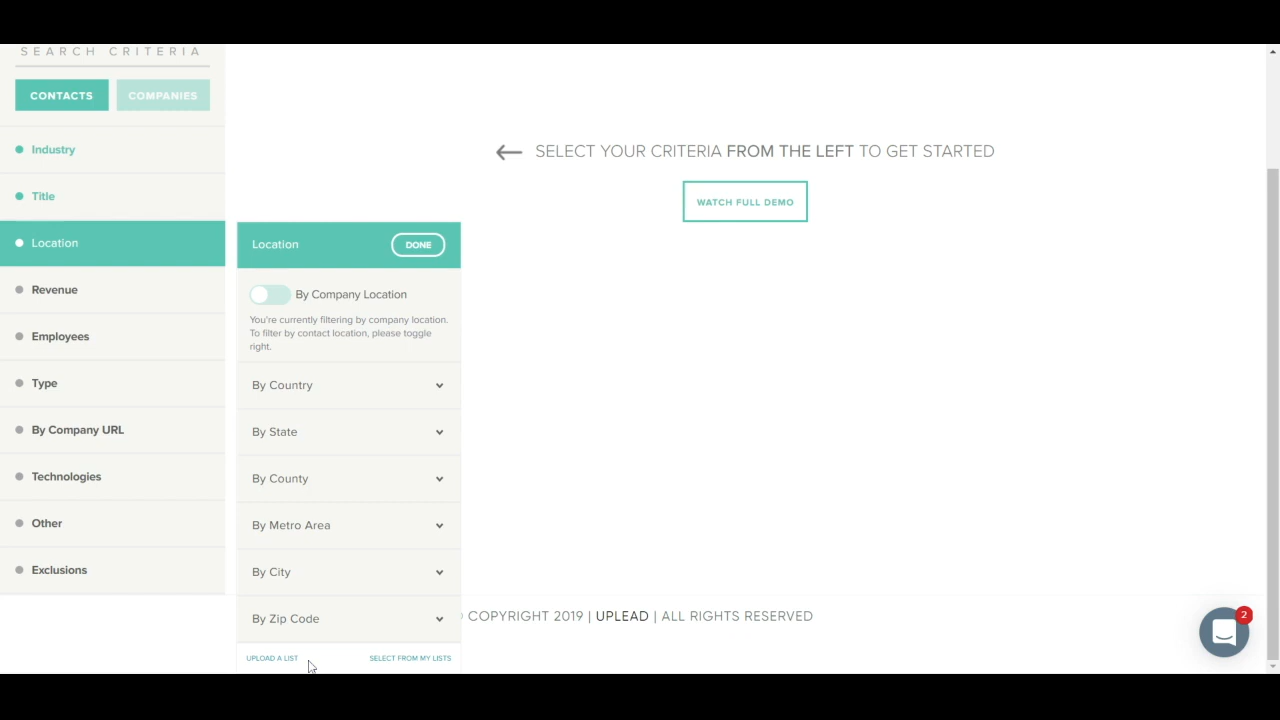 SEARCH CRITERIA
CONTACTS
COMPANIES
Industry
Title
Location
Revenue
Employees
Type
By Company URL
Technologies
Other
Exclusions
Location
DONE
By Company Location
You're currently filtering by company location.
To filter by contact location, please toggle
right.
By Country
By State
By County
By Metro Area
By City
By Zip Code
UPLOAD A LIST
SELECT FROM MY LISTS
SELECT YOUR CRITERIA FROM THE LEFT TO GET STARTED
WATCH FULL DEMO
COPYRIGHT 2019 | UPLEAD | ALL RIGHTS RESERVED
2